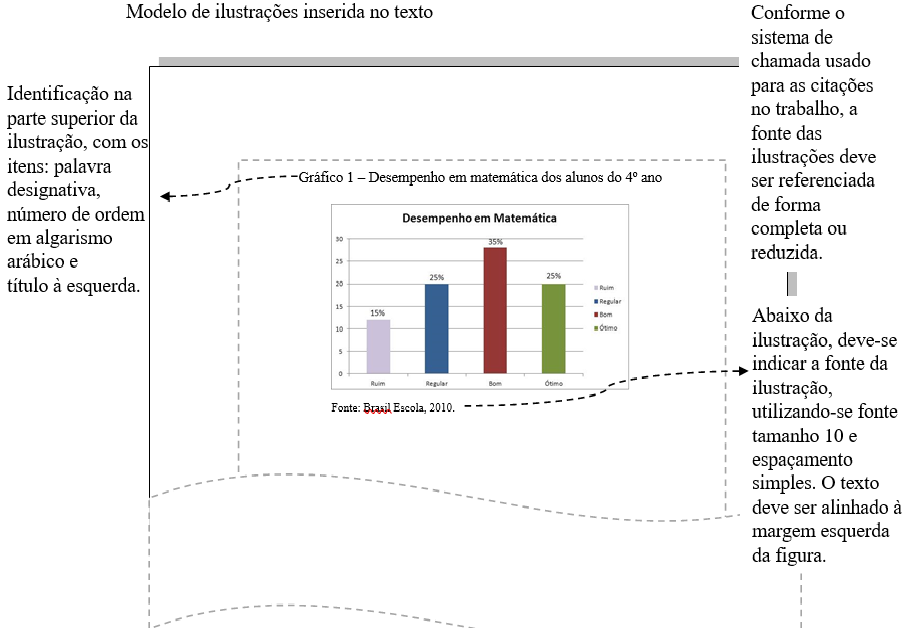 Modelo de ilustrações inserida no texto
Identificação na
parte superior da
ilustração, com os
itens: palavra
designativa,
número de ordem
em algarismo
arábico e
título à esquerda.
Gráfico 1 – Desempenho em matemática dos alunos do 4º ano
Desempenho em Matemática
30
25
20
15
10
5
0
15%
25%
35%
25%
Ruim
Regular
Bom
Ótimo
Ruim
Regular
Bom
Ótimo
Fonte: Brasil Escola, 2010.
Conforme o
sistema de
chamada usado
para as citações
no trabalho, a
fonte das
ilustrações deve
ser referenciada
de forma
completa ou
reduzida.
Abaixo da
ilustração, deve-se
indicar a fonte da
ilustração,
utilizando-se fonte
tamanho 10 e
espaçamento
simples. O texto
deve ser alinhado à
margem esquerda
da figura.